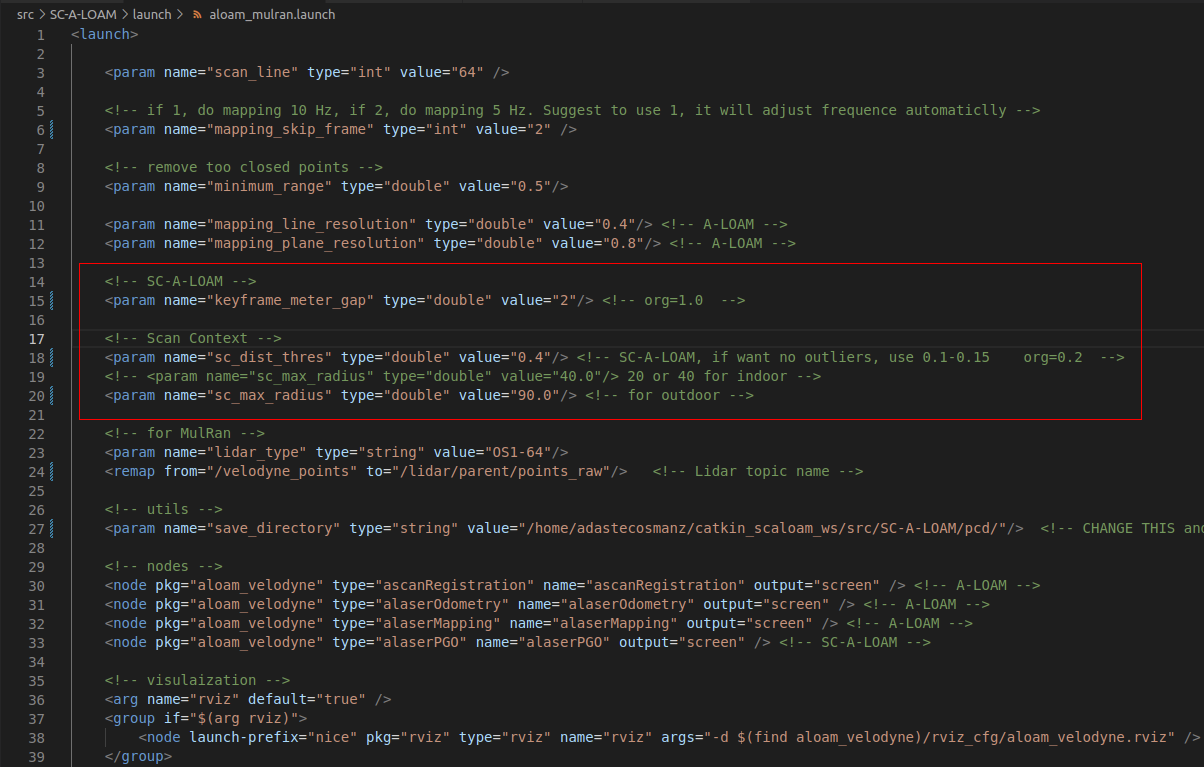 src > SC-A-LOAM > launch > aloam_mulran.launch
1 <launch>
2
3 <param name="scan_line" type="int" value="64" />
4
5 <!-- if 1, do mapping 10 Hz, if 2, do mapping 5 Hz. Suggest to use 1, it will adjust frequence automaticlly -->
6 <param name="mapping_skip_frame" type="int" value="2" />
7
8 <!-- remove too closed points -->
9 <param name="minimum_range" type="double" value="0.5"/>
10
11 <param name="mapping_line_resolution" type="double" value="0.4"/> <!-- A-LOAM -->
12 <param name="mapping_plane_resolution" type="double" value="0.8"/> <!-- A-LOAM -->
13
14 <!-- SC-A-LOAM -->
15 <param name="keyframe_meter_gap" type="double" value="2"/> <!-- org=1.0  -->
16
17 <!-- Scan Context -->
18 <param name="sc_dist_thres" type="double" value="0.4"/> <!-- SC-A-LOAM, if want no outliers, use 0.1-0.15    org=0.2  -->
19 <!-- <param name="sc_max_radius" type="double" value="40.0"/> 20 or 40 for indoor -->
20 <param name="sc_max_radius" type="double" value="90.0"/> <!-- for outdoor -->
21
22 <!-- for MulRan -->
23 <param name="lidar_type" type="string" value="OS1-64"/>
24 <remap from="/velodyne_points" to="/lidar/parent/points_raw"/>   <!-- Lidar topic name -->
25
26 <!-- utils -->
27 <param name="save_directory" type="string" value="/home/adastecosmanz/catkin_scaloam_ws/src/SC-A-LOAM/pcd/"/>  <!-- CHANGE THIS and
28
29 <!-- nodes -->
30 <node pkg="aloam_velodyne" type="ascanRegistration" name="ascanRegistration" output="screen" /> <!-- A-LOAM -->
31 <node pkg="aloam_velodyne" type="alaserOdometry" name="alaserOdometry" output="screen" /> <!-- A-LOAM -->
32 <node pkg="aloam_velodyne" type="alaserMapping" name="alaserMapping" output="screen" /> <!-- A-LOAM -->
33 <node pkg="aloam_velodyne" type="alaserPGO" name="alaserPGO" output="screen" /> <!-- SC-A-LOAM -->
34
35 <!-- visulaization -->
36 <arg name="rviz" default="true" />
37 <group if="$(arg rviz)">
38 <node launch-prefix="nice" pkg="rviz" type="rviz" name="rviz" args="-d $(find aloam_velodyne)/rviz_cfg/aloam_velodyne.rviz" />
39 </group>